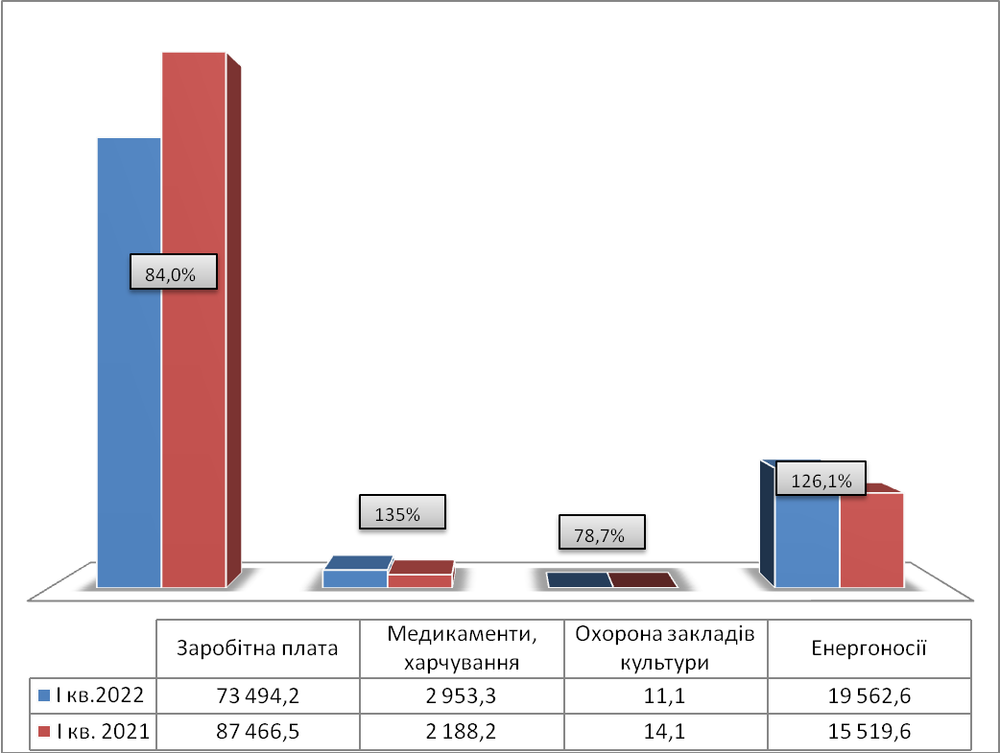 84,0%
135%
78,7%
126,1%
Заробітна плата
Медикаменти, харчування
Охорона закладів культури
Енергоносії
І кв.2022 73 494,2 2 953,3 11,1 19 562,6
І кв. 2021 87 466,5 2 188,2 14,1 15 519,6